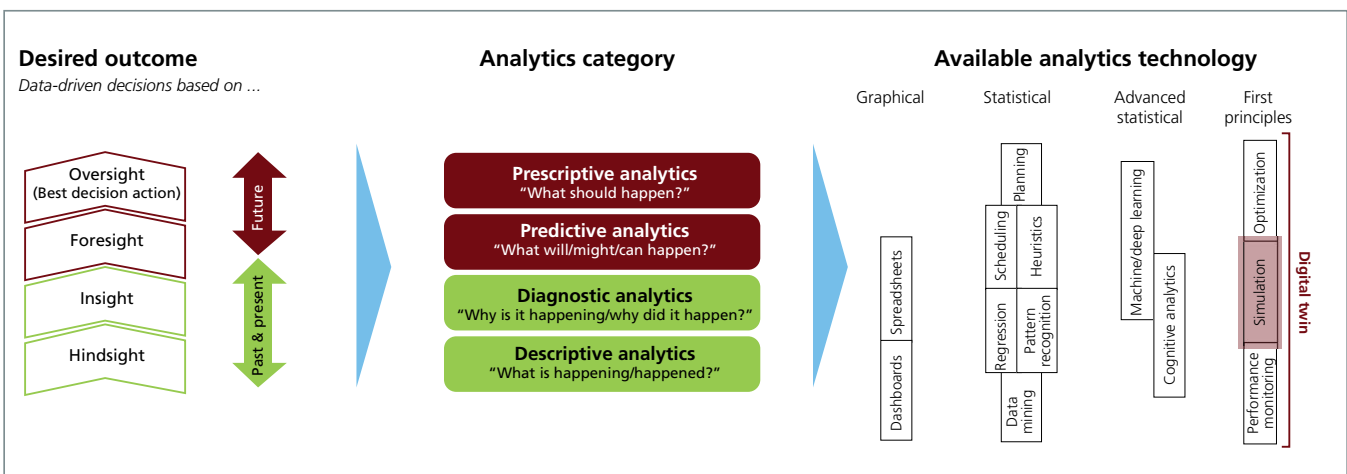 Desired outcome
Data-driven decisions based on ...
Oversight
(Best decision action)
Foresight
Insight
Hindsight
Future
Past & present
Analytics category
Prescriptive analytics
“What should happen?”
Predictive analytics
“What will/might/can happen?”
Diagnostic analytics
“Why is it happening/why did it happen?”
Descriptive analytics
“What is happening/happened?”
Available analytics technology
Graphical
Spreadsheets
Dashboards
Statistical
Planning
Scheduling
Heuristics
Regression
Pattern
recognition
Data
mining
Advanced
statistical
Machine/deep learning
Cognitive analytics
First
principles
Optimization
Simulation
Performance
monitoring
Digital twin